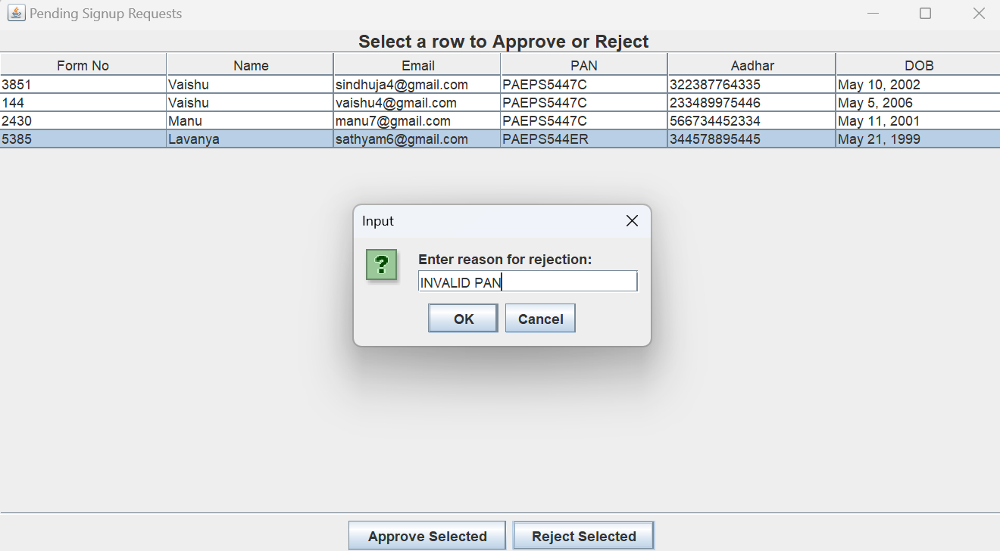 Pending Signup Requests
Select a row to Approve or Reject
Form No Name Email PAN Aadhar DOB
3851 Vaishu sindhuja4@gmail.com PAEPS5447C 322387764335 May 10, 2002
144 Vaishu vaishu4@gmail.com PAEPS5447C 233489975446 May 5, 2006
2430 Manu manu7@gmail.com PAEPS5447C 566734452334 May 11, 2001
5385 Lavanya sathyam6@gmail.com PAEPS544ER 344578895445 May 21, 1999
Input
?
Enter reason for rejection:
INVALID PAN
OK Cancel
Approve Selected Reject Selected